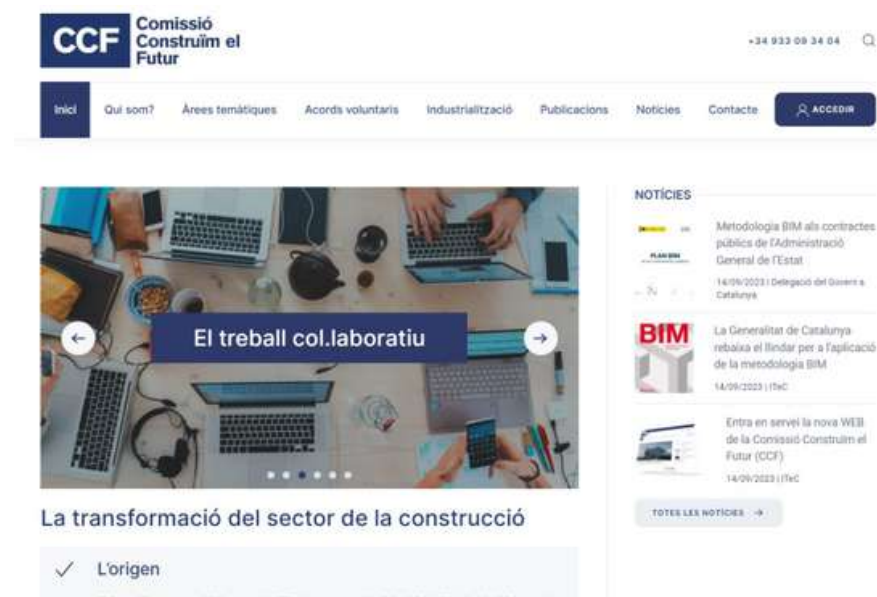 CCF
Comissió
Construïm el
Futur
+34 933 09 34 04
Inici Qui som? Àrees temàtiques Acords voluntaris Industrialització Publicacions Notícies Contacte ACCEDIR
El treball col.laboratiu
La transformació del sector de la construcció
L'origen
NOTÍCIES
PLAN BIM
Metodologia BIM als contractes
públics de l'Administració
General de l'Estat
14/09/2023 | Delegació del Govern a
Catalunya
BIM
La Generalitat de Catalunya
rebaixa el llindar per a l'aplicació
de la metodologia BIM
14/09/2023 | ITeC
Entra en servei la nova WEB
de la Comissió Construïm el
Futur (CCF)
14/09/2023 | ITeC
TOTES LES NOTÍCIES